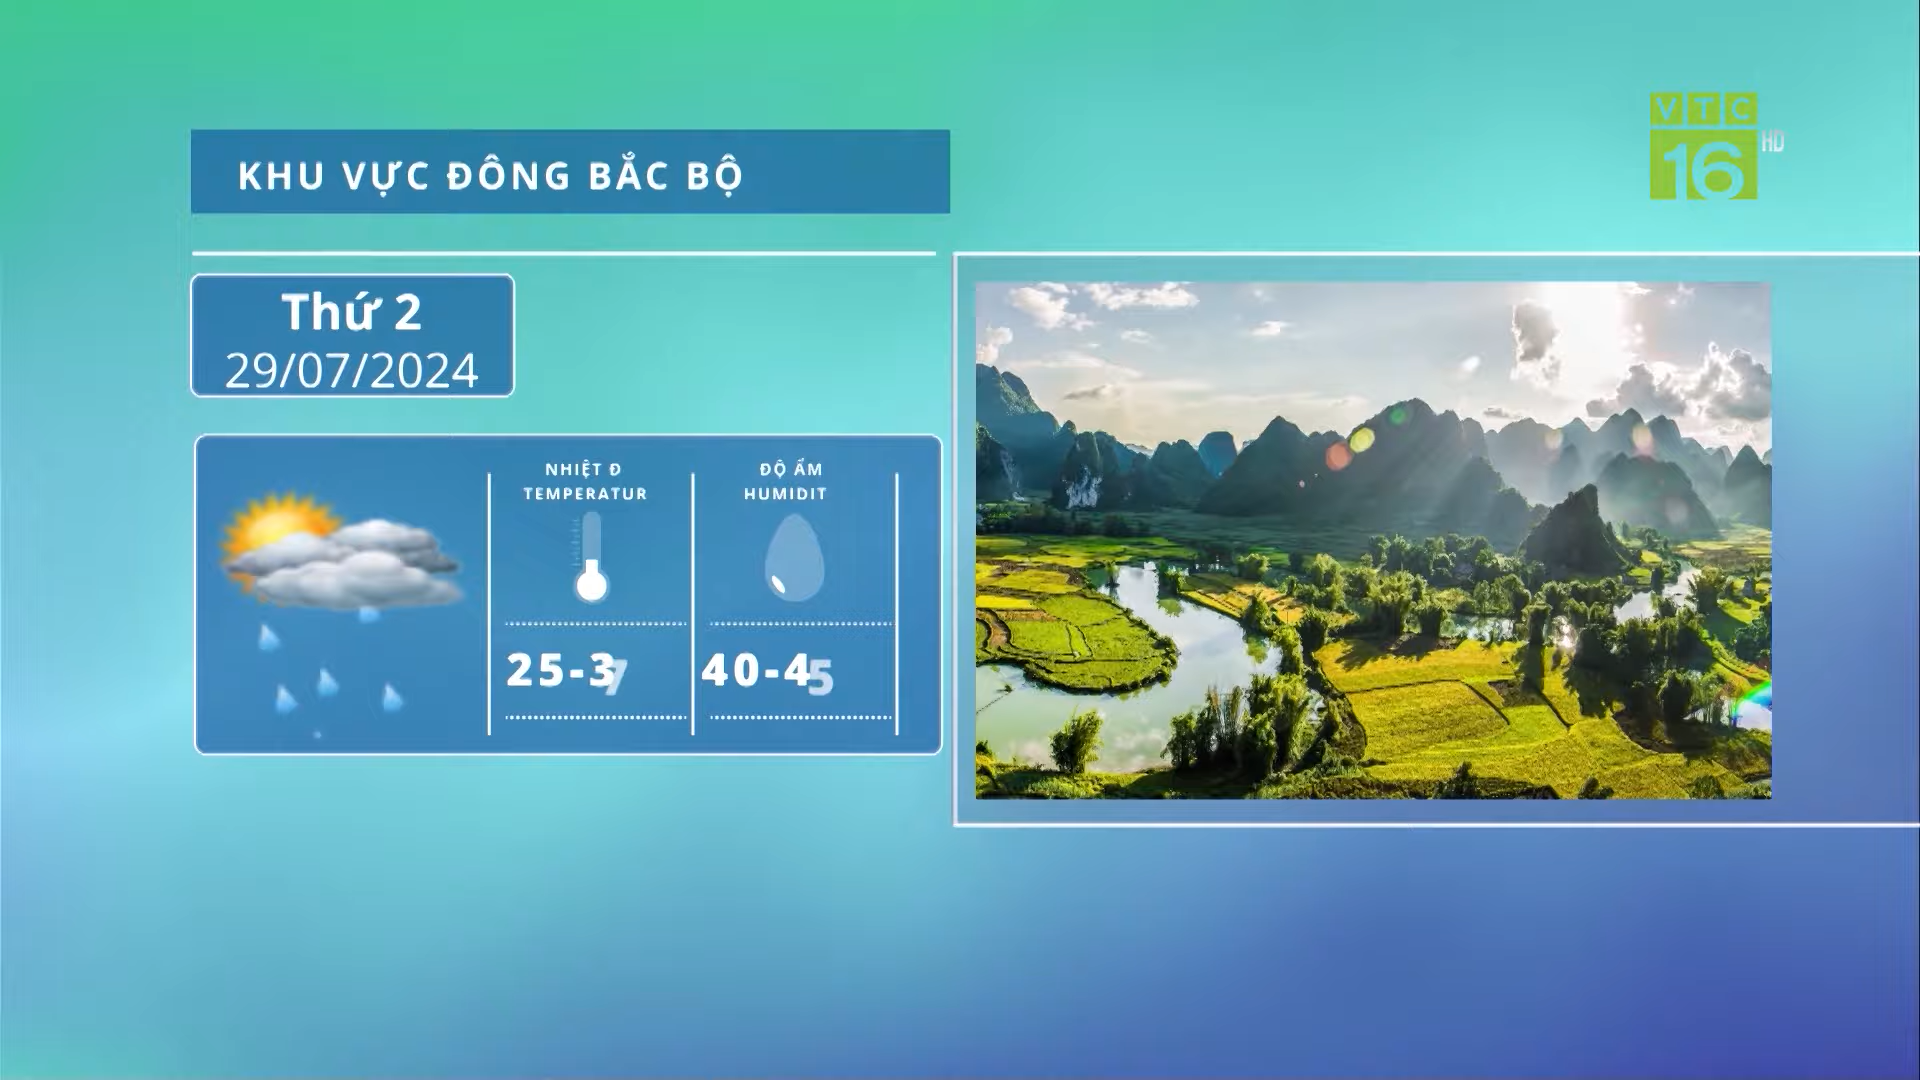 VTC
16 HD
KHU VỰC ĐÔNG BẮC BỘ
Thứ 2
29/07/2024
NHIỆT Đ
TEMPERATUR
ĐỘ ẨM
HUMIDIT
25-37
40-45